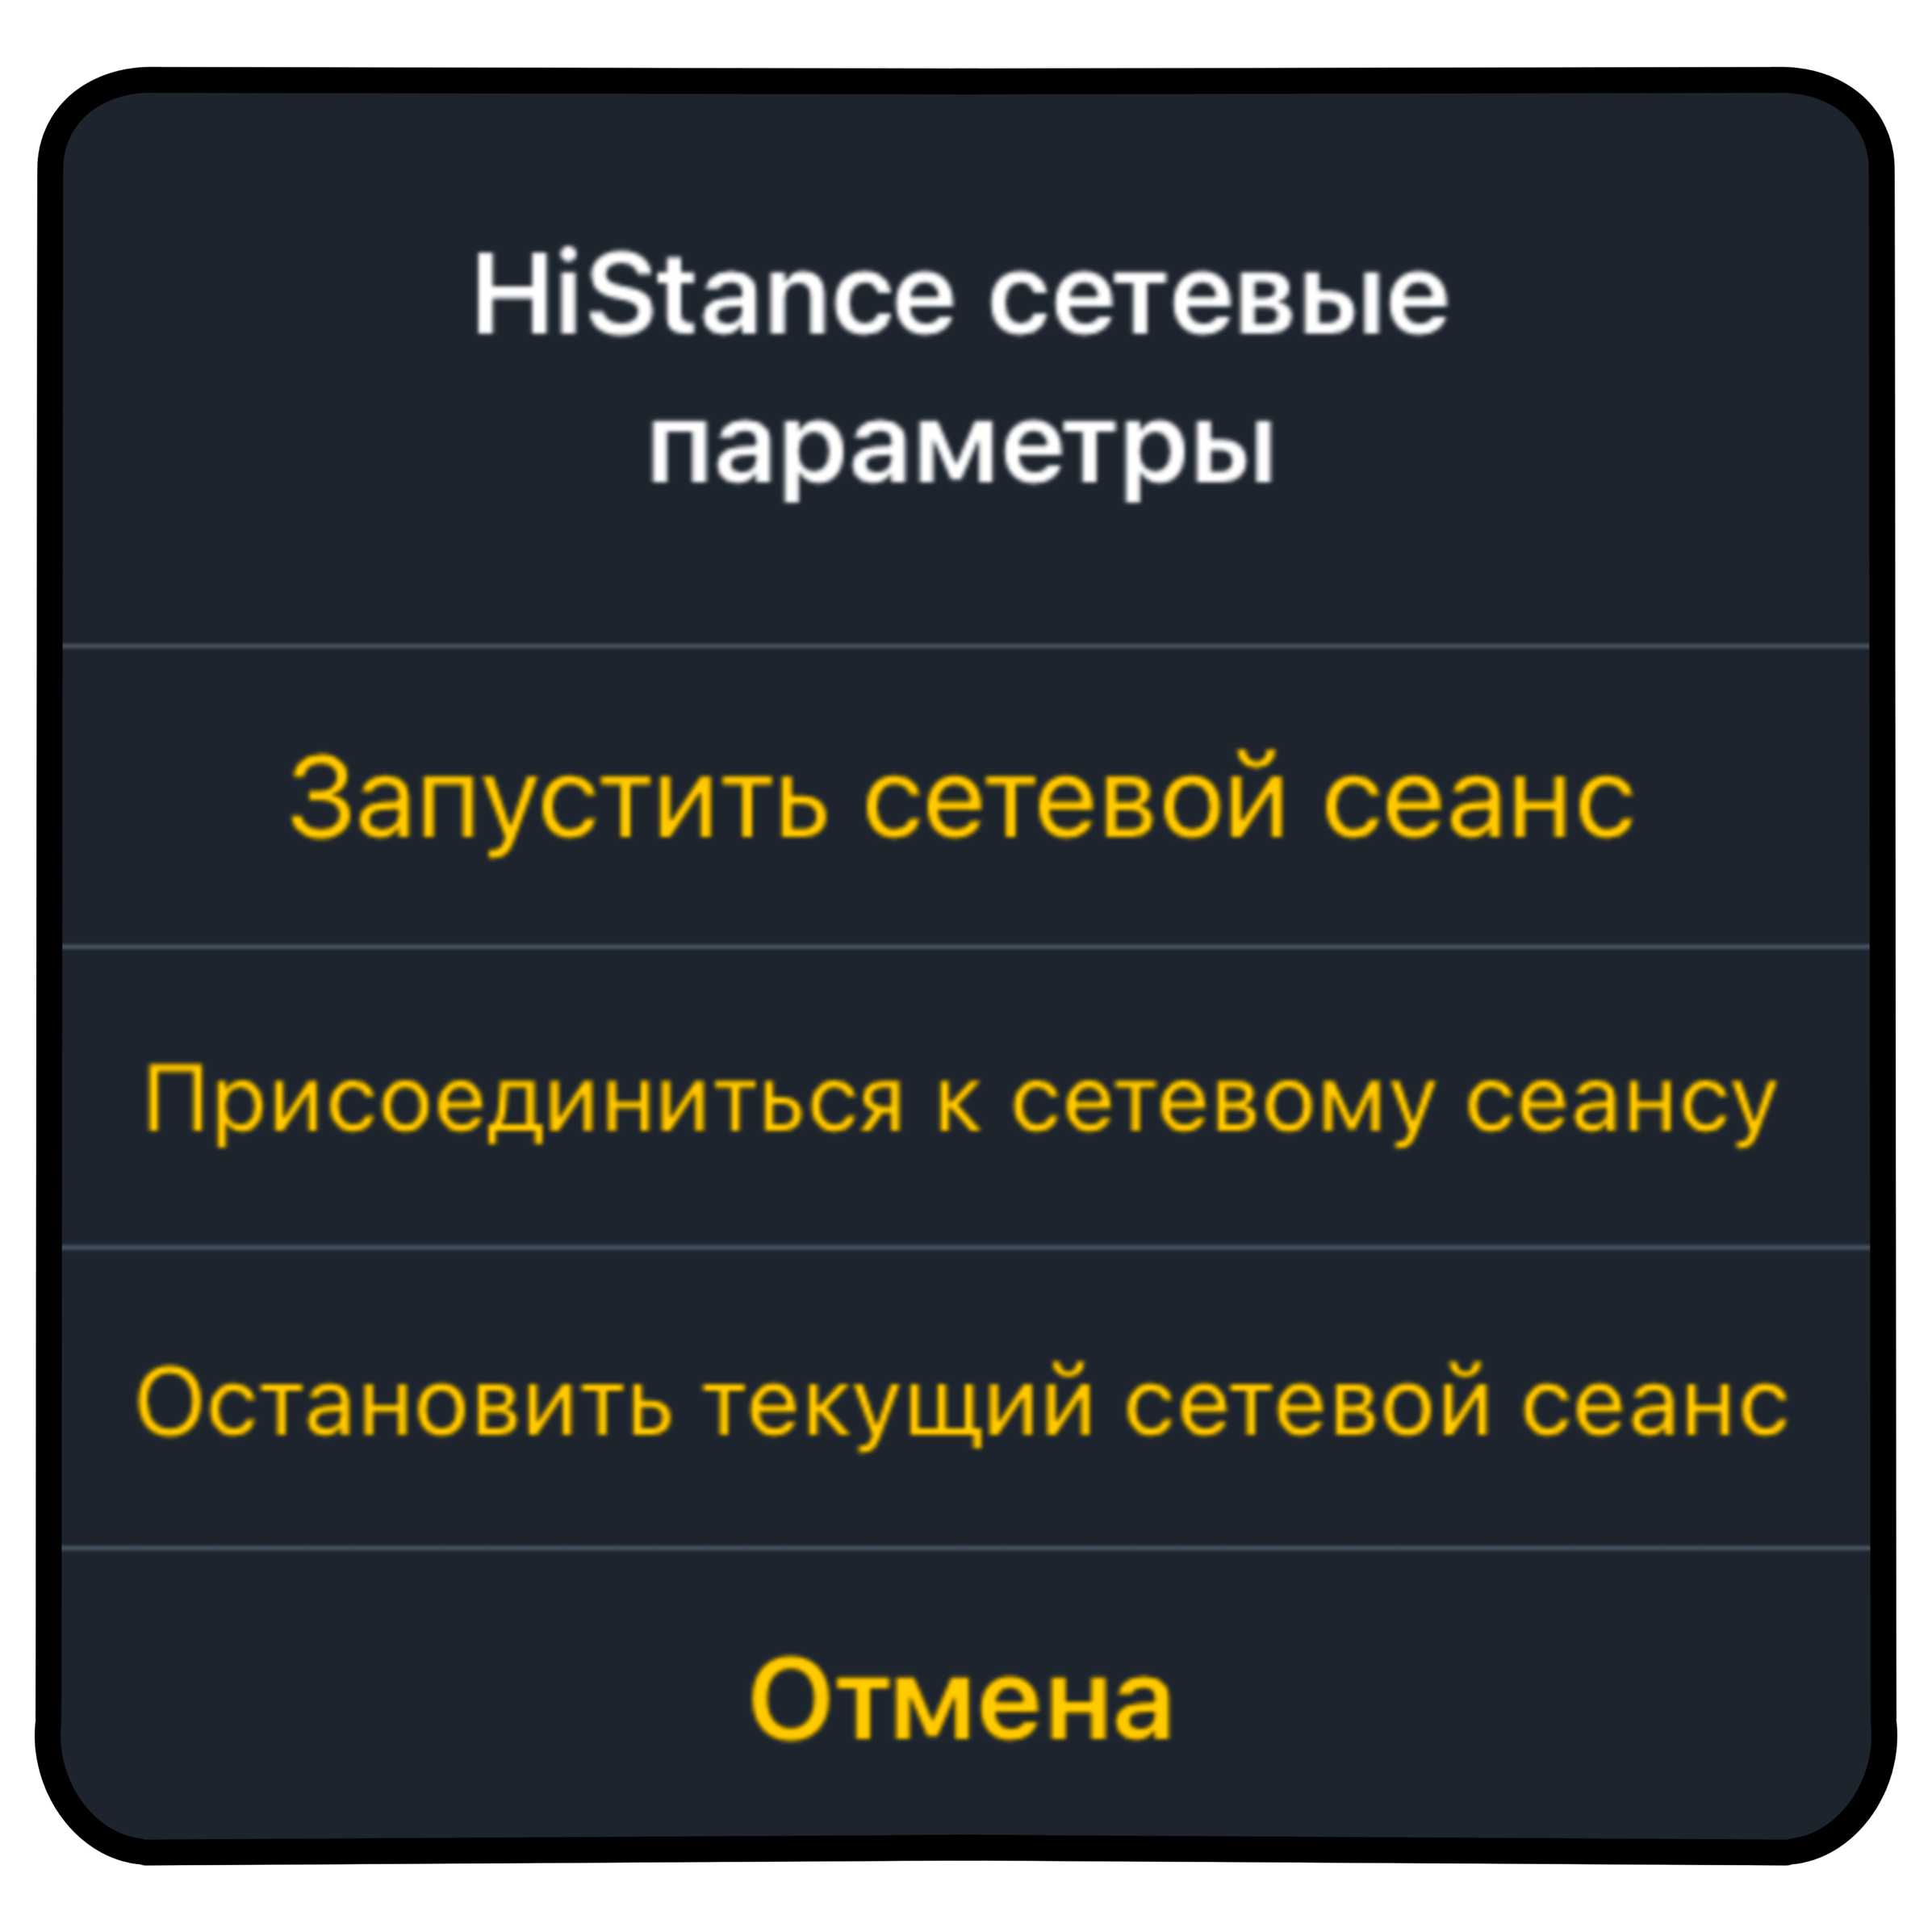 HiStance сетевые
параметры
Запустить сетевой сеанс
Присоединиться к сетевому сеансу
Остановить текущий сетевой сеанс
Отмена